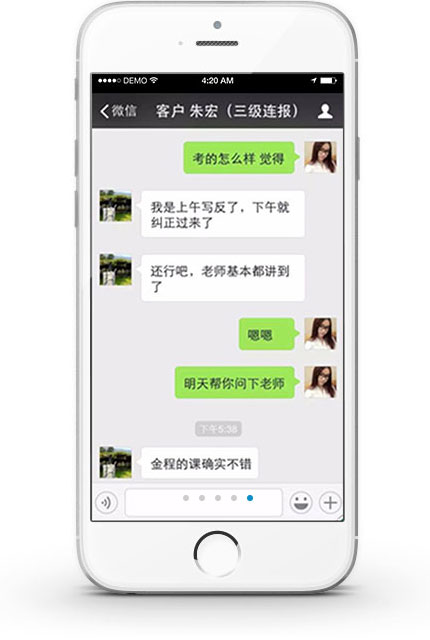 DEMO 4:20 AM
微信 客户 朱宏（三级连报）
考的怎么样 觉得
我是上午写反了，下午就
纠正过来了
还行吧，老师基本都讲到
了
嗯嗯
明天帮你问下老师
下午5:38
金程的课确实不错